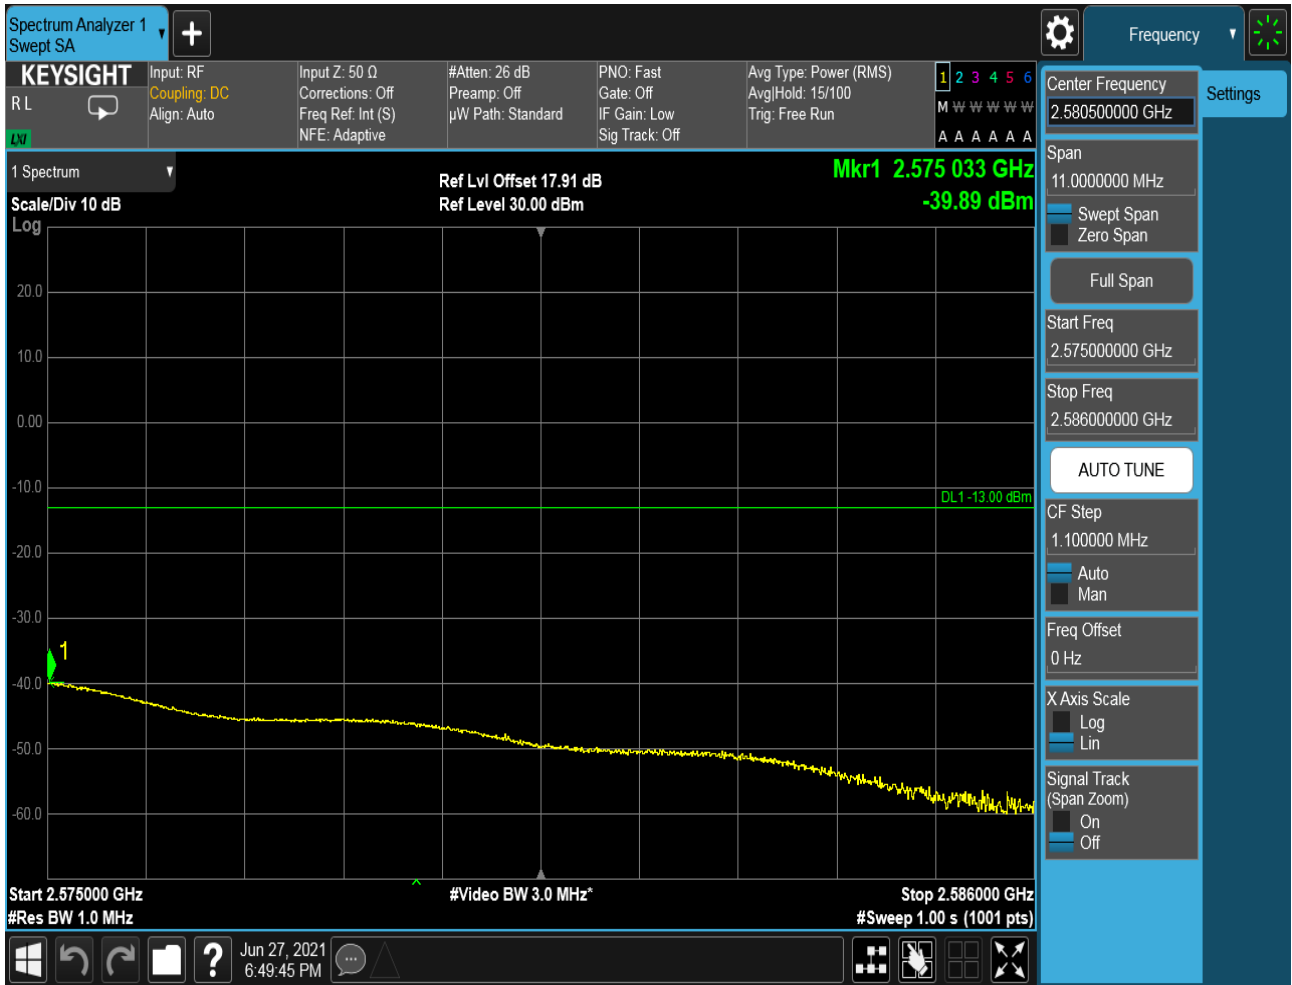 Spectrum Analyzer 1
Swept SA
Frequency
KEYSIGHT
R L
LXI
Input: RF
Coupling: DC
Align: Auto
Input Z: 50 Ω
Corrections: Off
Freq Ref: Int (S)
NFE: Adaptive
#Atten: 26 dB
Preamp: Off
µW Path: Standard
PNO: Fast
Gate: Off
IF Gain: Low
Sig Track: Off
Avg Type: Power (RMS)
Avg|Hold: 15/100
Trig: Free Run
1 2 3 4 5 6
M W W W W W
A A A A A A
1 Spectrum
Scale/Div 10 dB
Log
Ref Lvl Offset 17.91 dB
Ref Level 30.00 dBm
Mkr1 2.575 033 GHz
-39.89 dBm
20.0
10.0
0.00
-10.0
DL1 -13.00 dBm
-20.0
-30.0
1
-40.0
-50.0
-60.0
Start 2.575000 GHz
#Res BW 1.0 MHz
#Video BW 3.0 MHz*
Stop 2.586000 GHz
#Sweep 1.00 s (1001 pts)
Center Frequency
2.580500000 GHz
Settings
Span
11.0000000 MHz
Swept Span
Zero Span
Full Span
Start Freq
2.575000000 GHz
Stop Freq
2.586000000 GHz
AUTO TUNE
CF Step
1.100000 MHz
Auto
Man
Freq Offset
0 Hz
X Axis Scale
Log
Lin
Signal Track
(Span Zoom)
On
Off
?
Jun 27, 2021
6:49:45 PM